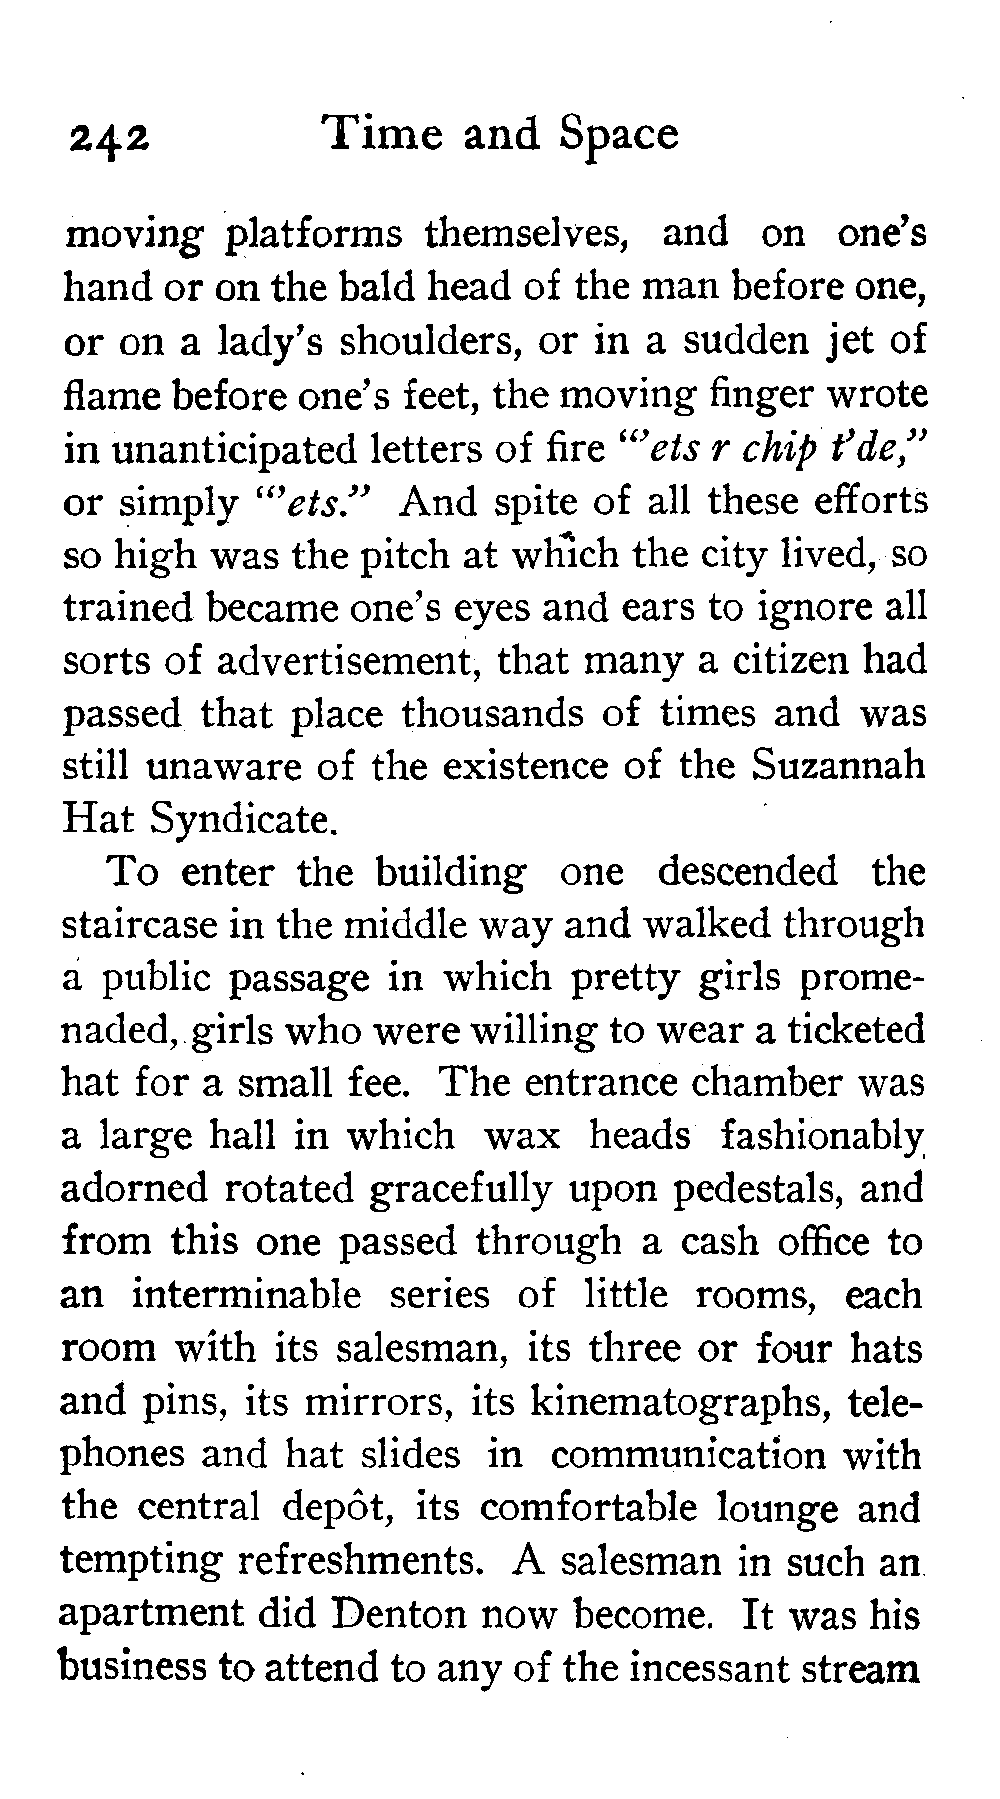 242 Time and Space
moving platforms themselves, and on one's
hand or on the bald head of the man before one,
or on a lady's shoulders, or in a sudden jet of
flame before one's feet, the moving finger wrote
in unanticipated letters of fire "'ets r chip t'de,"
or simply "'ets." And spite of all these efforts
so high was the pitch at which the city lived, so
trained became one's eyes and ears to ignore all
sorts of advertisement, that many a citizen had
passed that place thousands of times and was
still unaware of the existence of the Suzannah
Hat Syndicate.
To enter the building one descended the
staircase in the middle way and walked through
a public passage in which pretty girls prome-
naded, girls who were willing to wear a ticketed
hat for a small fee. The entrance chamber was
a large hall in which wax heads fashionably
adorned rotated gracefully upon pedestals, and
from this one passed through a cash office to
an interminable series of little rooms, each
room with its salesman, its three or four hats
and pins, its mirrors, its kinematographs, tele-
phones and hat slides in communication with
the central depôt, its comfortable lounge and
tempting refreshments. A salesman in such an
apartment did Denton now become. It was his
business to attend to any of the incessant stream